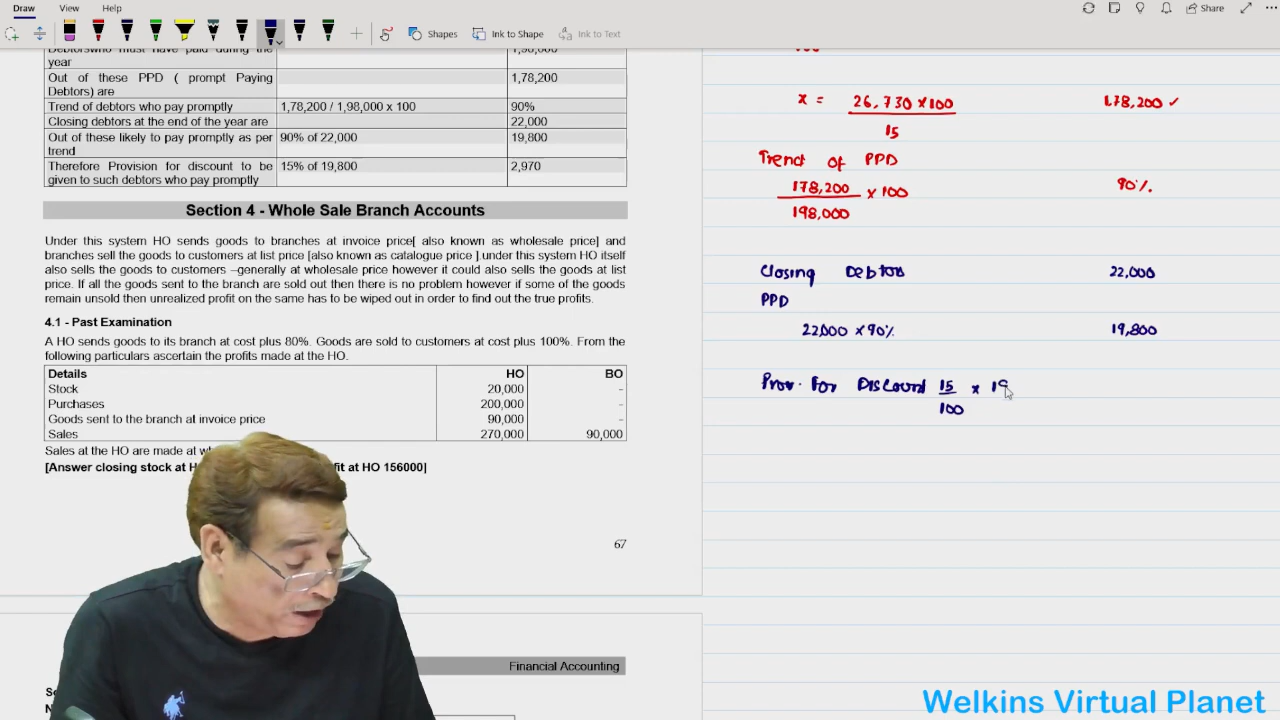 Draw View Help Share
Shapes Ink to Shape Ink to Text
Debtorswho must have paid during the year 1,98,000
Out of these PPD ( prompt Paying Debtors) are 1,78,200
Trend of debtors who pay promptly 1,78,200 / 1,98,000 x 100 90%
Closing debtors at the end of the year are 22,000
Out of these likely to pay promptly as per trend 90% of 22,000 19,800
Therefore Provision for discount to be given to such debtors who pay promptly 15% of 19,800 2,970
Section 4 - Whole Sale Branch Accounts
Under this system HO sends goods to branches at invoice price[ also known as wholesale price] and
branches sell the goods to customers at list price [also known as catalogue price ].under this system HO itself
also sells the goods to customers –generally at wholesale price however it could also sells the goods at list
price. If all the goods sent to the branch are sold out then there is no problem however if some of the goods
remain unsold then unrealized profit on the same has to be wiped out in order to find out the true profits.
4.1 - Past Examination
A HO sends goods to its branch at cost plus 80%. Goods are sold to customers at cost plus 100%. From the
following particulars ascertain the profits made at the HO.
Details HO BO
Stock 20,000 -
Purchases 200,000 -
Goods sent to the branch at invoice price 90,000 -
Sales 270,000 90,000
Sales at the HO are made at
[Answer closing stock at fit at HO 156000]
67
Financial Accounting
x = 26,730 × 100 1,78,200 ✓
15
Trend of PPD
178,200 × 100 90%
198,000
Closing Debtors 22,000
PPD
22,000 × 90% 19,800
Prov. For Discount 15 × 19
100
Welkins Virtual Planet